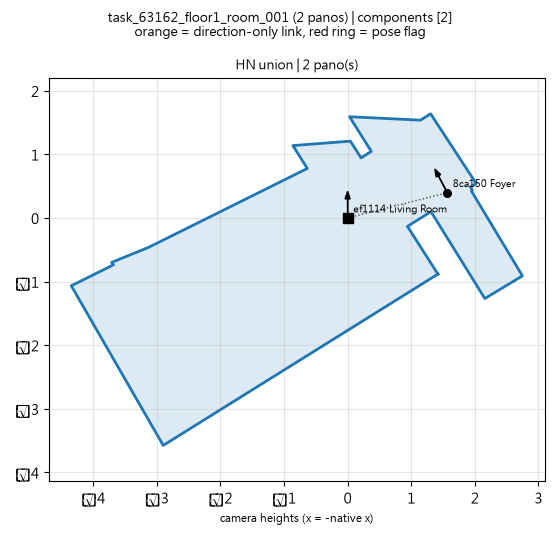 task_63162_floor1_room_001 (2 panos) | components [2]
orange = direction-only link, red ring = pose flag
HN union | 2 pano(s)
2
1
0
1
2
3
4
8ca150 Foyer
ef1114 Living Room
4 3 2 1 0 1 2 3
camera heights (x = -native x)